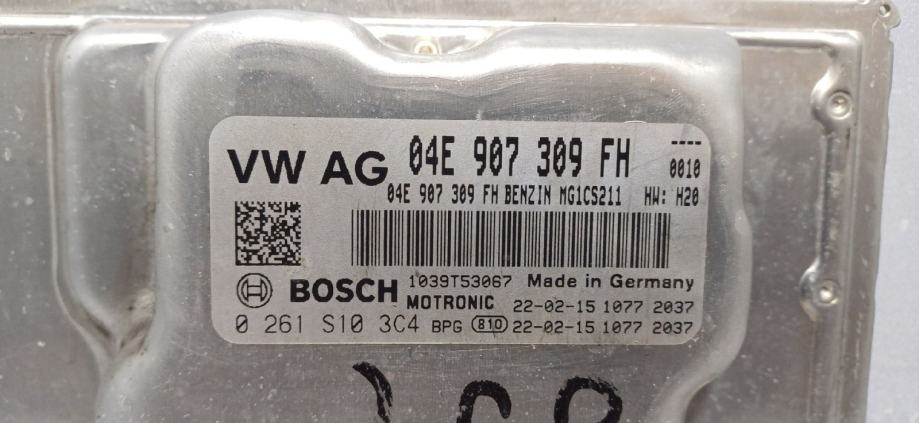 VW AG 04E 907 309 FH ----
0010
04E 907 309 FH BENZIN MG1CS211 HW: H20
BOSCH 1039T53067 Made in Germany
MOTRONIC 22-02-15 1077 2037
0 261 S10 3C4 BPG 810 22-02-15 1077 2037